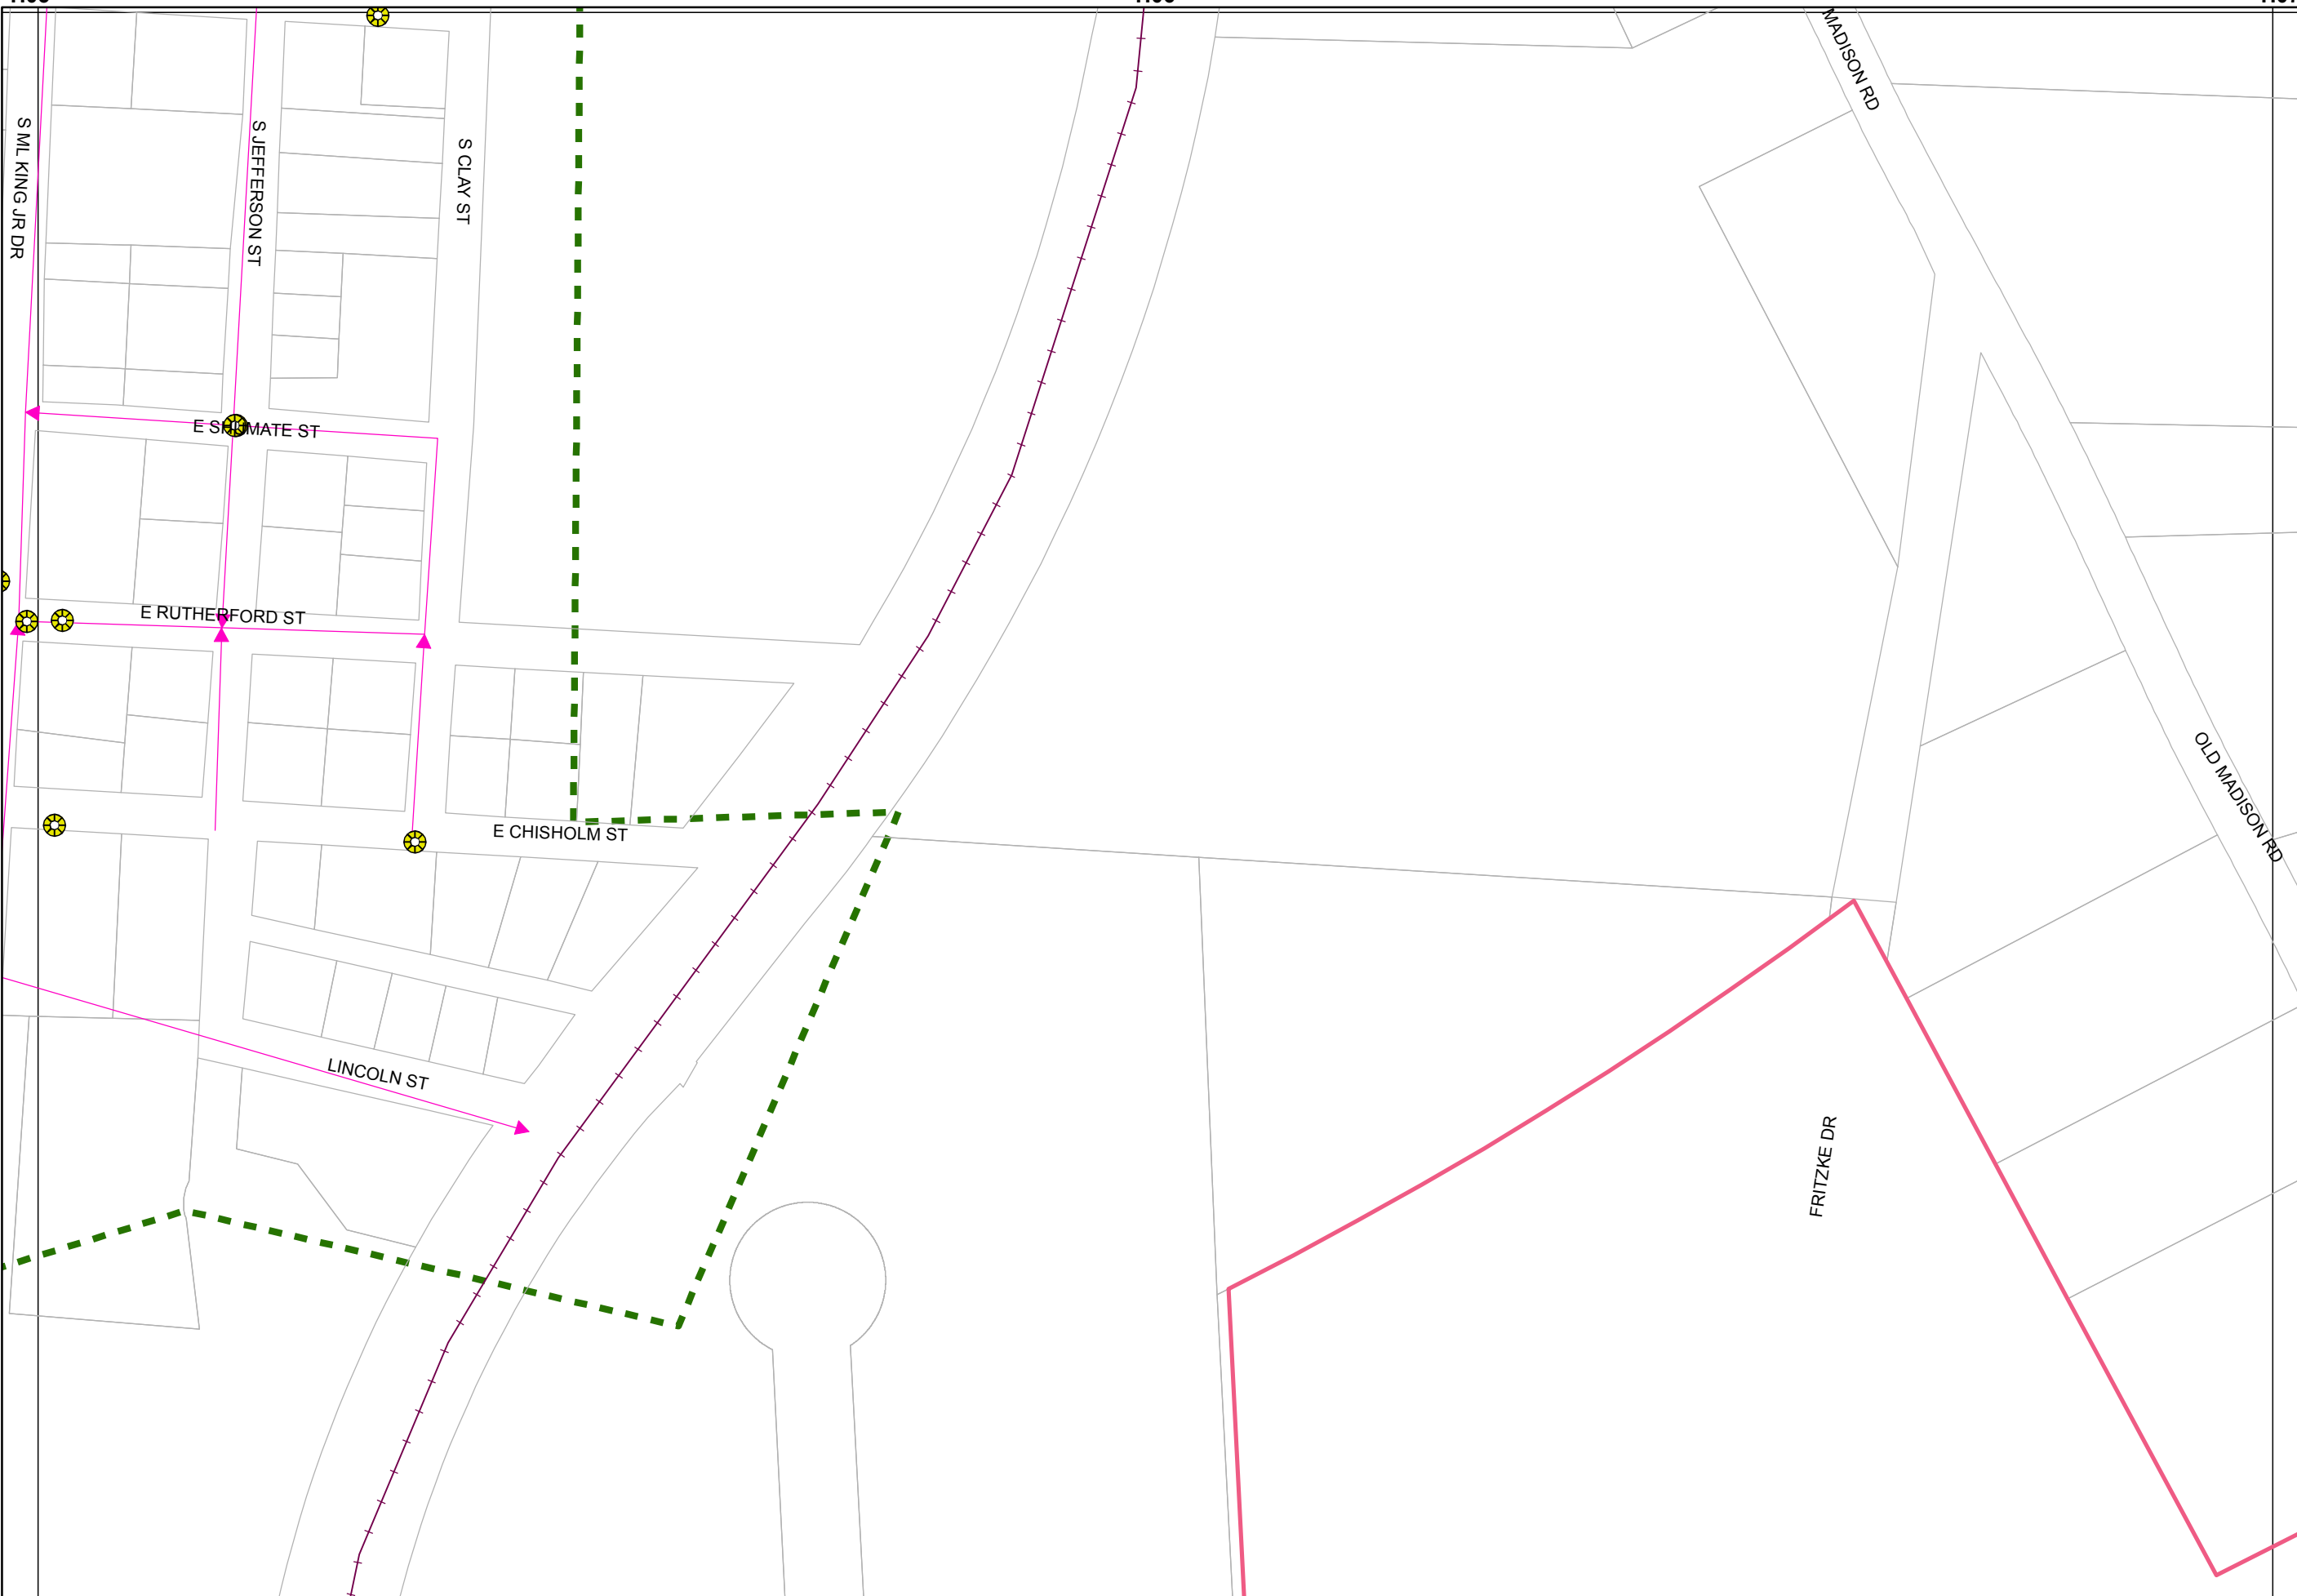 MADISON RD
S ML KING JR DR
S JEFFERSON ST
S CLAY ST
E RUTHERFORD ST
OLD MADISON RD
E CHISHOLM ST
LINCOLN ST
FRITZKE DR